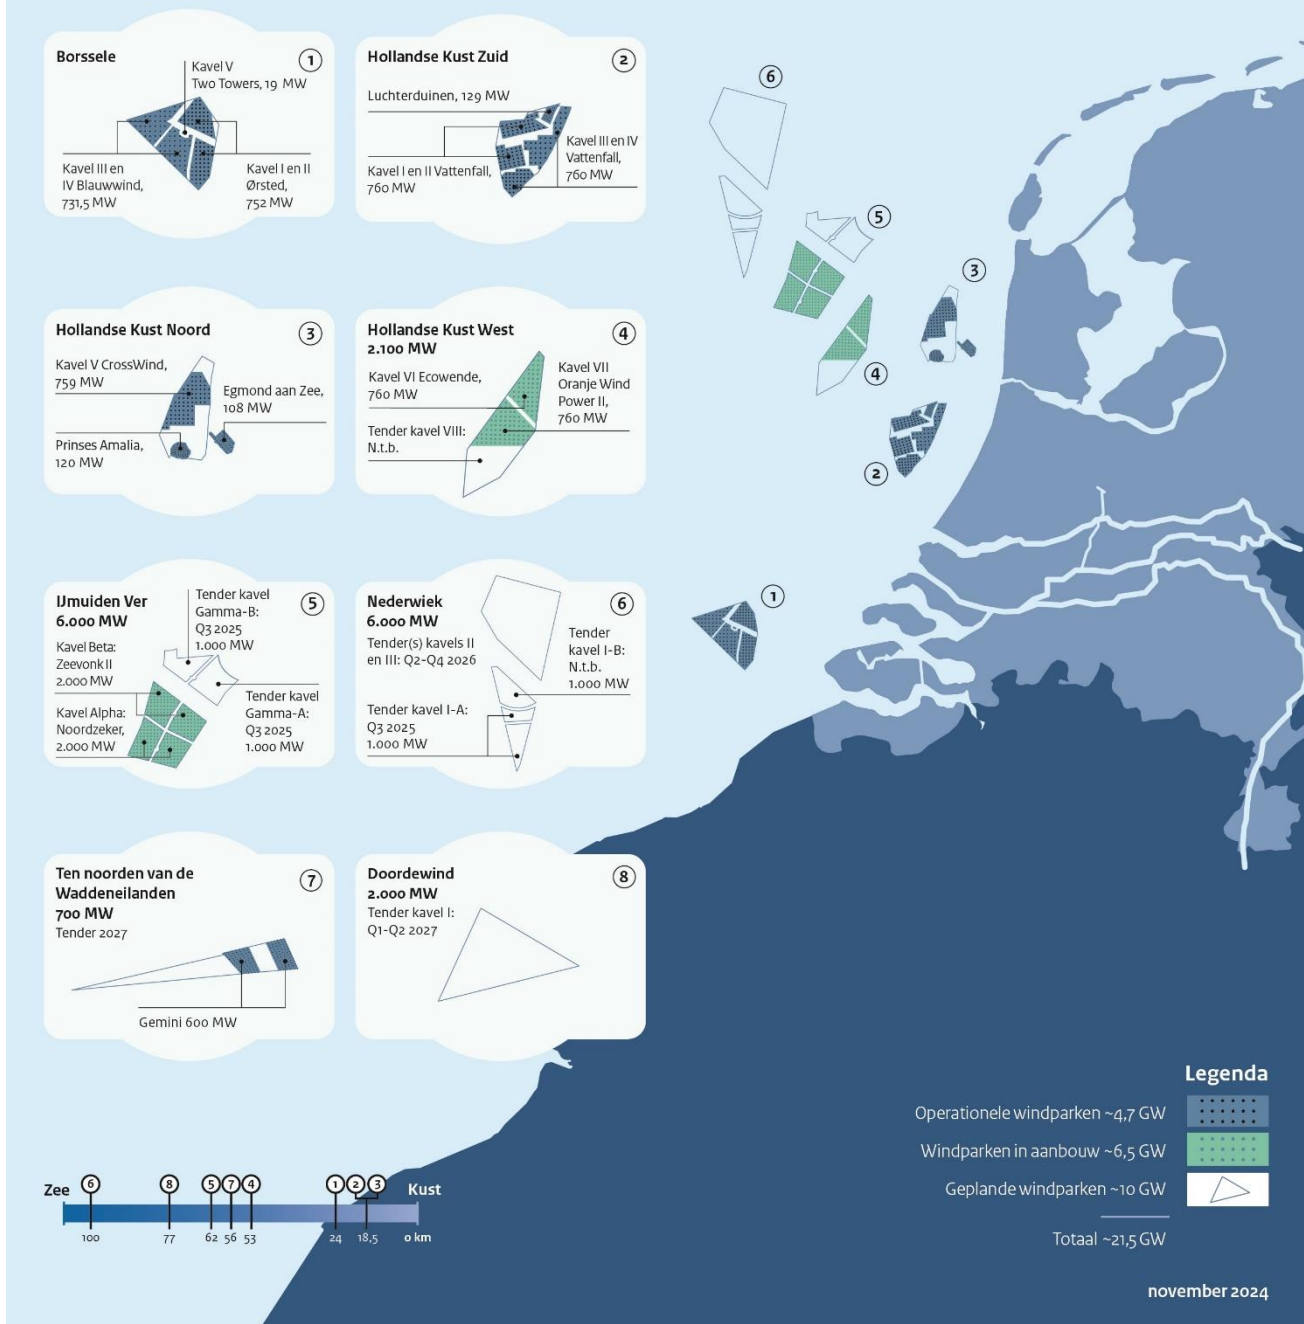 Borssele
1
Kavel V
Two Towers, 19 MW
Kavel III en
IV Blauwwind,
731,5 MW
Kavel I en II
Ørsted,
752 MW
Hollandse Kust Zuid
2
Luchterduinen, 129 MW
Kavel III en IV
Vattenfall,
760 MW
Kavel I en II Vattenfall,
760 MW
Hollandse Kust Noord
3
Kavel V CrossWind,
759 MW
Egmond aan Zee,
108 MW
Prinses Amalia,
120 MW
Hollandse Kust West
2.100 MW
4
Kavel VI Ecowende,
760 MW
Kavel VII
Oranje Wind
Power II,
760 MW
Tender kavel VIII:
N.t.b.
IJmuiden Ver
6.000 MW
5
Tender kavel
Gamma-B:
Q3 2025
1.000 MW
Kavel Beta:
Zeevonk II
2.000 MW
Kavel Alpha:
Noordzeker,
2.000 MW
Tender kavel
Gamma-A:
Q3 2025
1.000 MW
Nederwiek
6.000 MW
6
Tender(s) kavels II
en III: Q2-Q4 2026
Tender
kavel I-B:
N.t.b.
1.000 MW
Tender kavel I-A:
Q3 2025
1.000 MW
Ten noorden van de
Waddeneilanden
700 MW
7
Tender 2027
Gemini 600 MW
Doordewind
2.000 MW
8
Tender kavel I:
Q1-Q2 2027
6
5
3
4
2
1
Legenda
Operationele windparken ~4,7 GW
Windparken in aanbouw ~6,5 GW
Geplande windparken ~10 GW
Totaal ~21,5 GW
Zee 6 8 5 7 4 1 2 3 Kust
100 77 62 56 53 24 18,5 0 km
november 2024